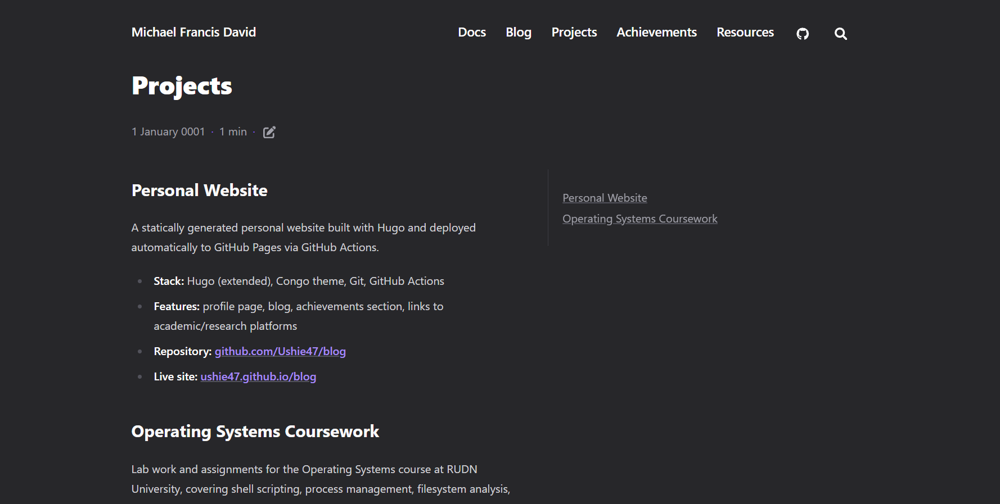 Michael Francis David
Docs Blog Projects Achievements Resources
Projects
1 January 0001 · 1 min ·
Personal Website
A statically generated personal website built with Hugo and deployed
automatically to GitHub Pages via GitHub Actions.
Stack: Hugo (extended), Congo theme, Git, GitHub Actions
Features: profile page, blog, achievements section, links to
academic/research platforms
Repository: github.com/Ushie47/blog
Live site: ushie47.github.io/blog
Operating Systems Coursework
Lab work and assignments for the Operating Systems course at RUDN
University, covering shell scripting, process management, filesystem analysis,
Personal Website
Operating Systems Coursework